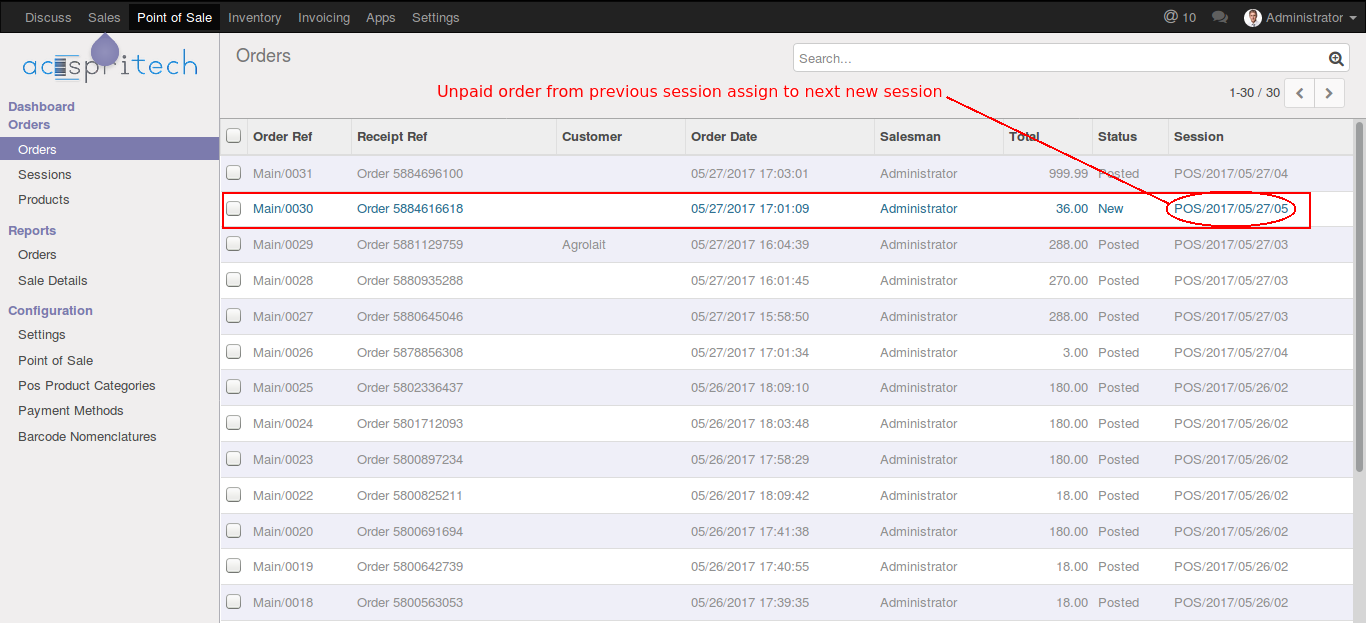 Discuss Sales Point of Sale Inventory Invoicing Apps Settings @ 10 Administrator
acespritech
Orders
Search...
Unpaid order from previous session assign to next new session
1-30 / 30
Dashboard
Orders
Orders
Sessions
Products
Reports
Orders
Sale Details
Configuration
Settings
Point of Sale
Pos Product Categories
Payment Methods
Barcode Nomenclatures
Order Ref Receipt Ref Customer Order Date Salesman Total Status Session
Main/0031 Order 5884696100 05/27/2017 17:03:01 Administrator 999.99 Posted POS/2017/05/27/04
Main/0030 Order 5884616618 05/27/2017 17:01:09 Administrator 36.00 New POS/2017/05/27/05
Main/0029 Order 5881129759 Agrolait 05/27/2017 16:04:39 Administrator 288.00 Posted POS/2017/05/27/03
Main/0028 Order 5880935288 05/27/2017 16:01:45 Administrator 270.00 Posted POS/2017/05/27/03
Main/0027 Order 5880645046 05/27/2017 15:58:50 Administrator 288.00 Posted POS/2017/05/27/03
Main/0026 Order 5878856308 05/27/2017 17:01:34 Administrator 3.00 Posted POS/2017/05/27/04
Main/0025 Order 5802336437 05/26/2017 18:09:10 Administrator 180.00 Posted POS/2017/05/26/02
Main/0024 Order 5801712093 05/26/2017 18:03:48 Administrator 180.00 Posted POS/2017/05/26/02
Main/0023 Order 5800897234 05/26/2017 17:58:29 Administrator 180.00 Posted POS/2017/05/26/02
Main/0022 Order 5800825211 05/26/2017 18:09:42 Administrator 18.00 Posted POS/2017/05/26/02
Main/0020 Order 5800691694 05/26/2017 17:41:38 Administrator 180.00 Posted POS/2017/05/26/02
Main/0019 Order 5800642739 05/26/2017 17:40:55 Administrator 18.00 Posted POS/2017/05/26/02
Main/0018 Order 5800563053 05/26/2017 17:39:35 Administrator 18.00 Posted POS/2017/05/26/02